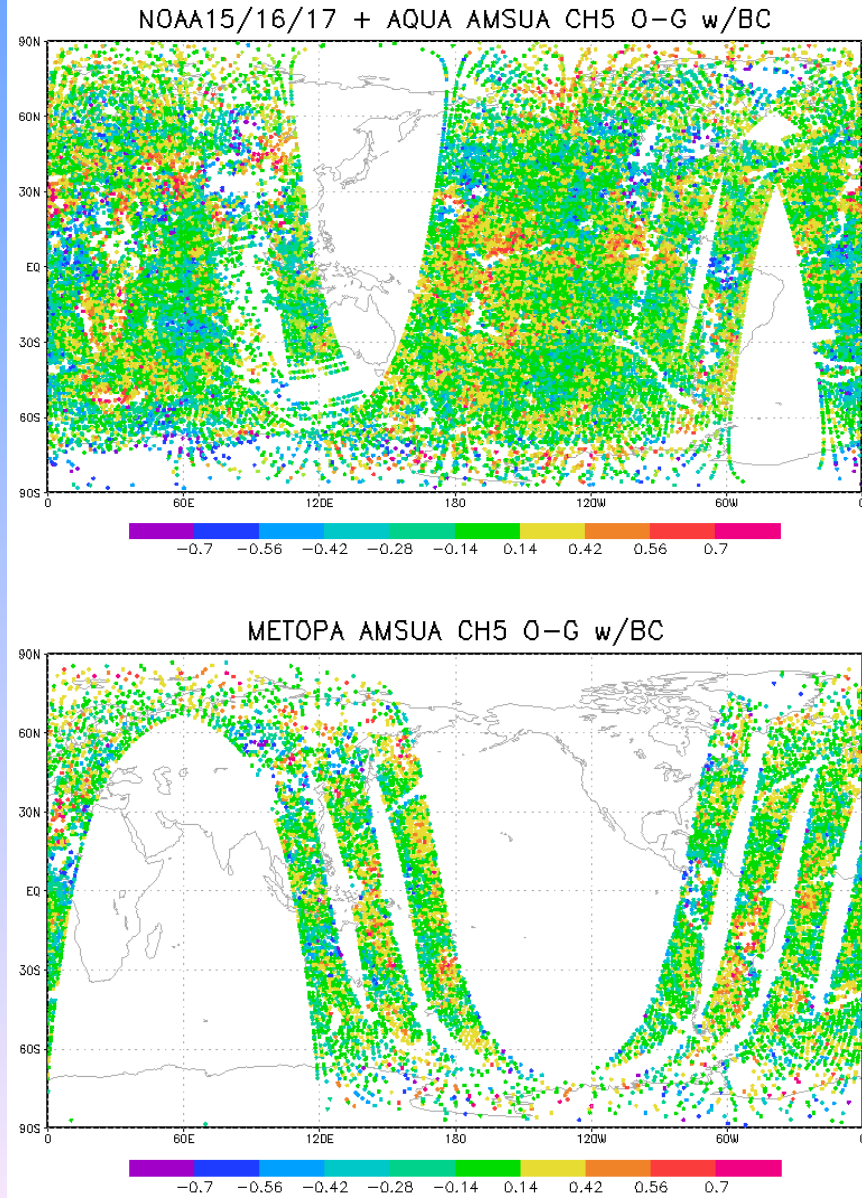 NOAA15/16/17 + AQUA AMSUA CH5 O-G w/BC
90N
60N
30N
EQ
30S
60S
90S
0 60E 120E 180 120W 60W 0
-0.7 -0.56 -0.42 -0.28 -0.14 0.14 0.42 0.56 0.7
METOPA AMSUA CH5 O-G w/BC
90N
60N
30N
EQ
30S
60S
90S
0 60E 120E 180 120W 60W 0
-0.7 -0.56 -0.42 -0.28 -0.14 0.14 0.42 0.56 0.7